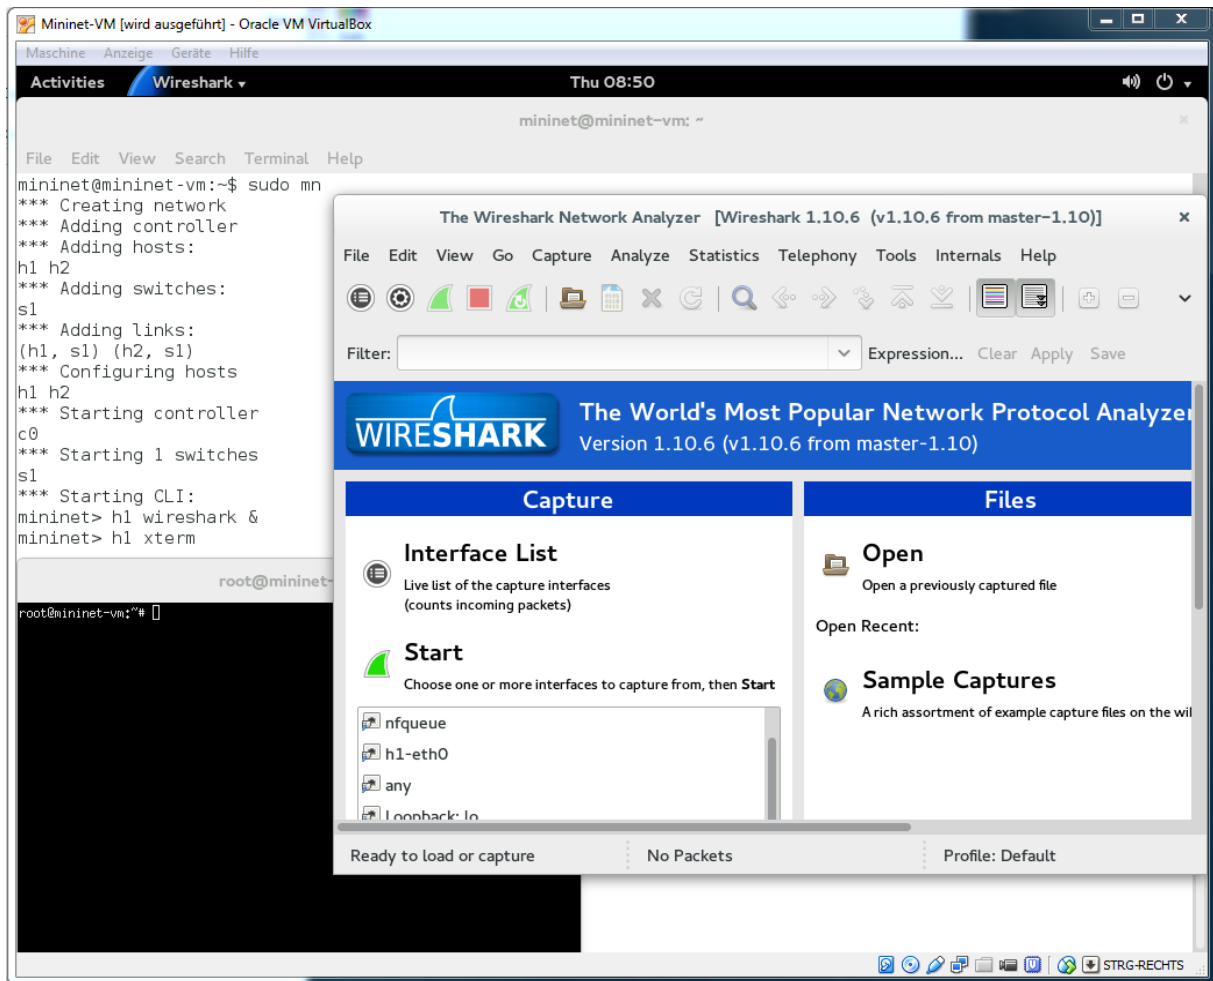 Mininet-VM [wird ausgeführt] - Oracle VM VirtualBox
Maschine Anzeige Geräte Hilfe
Activities Wireshark Thu 08:50
mininet@mininet-vm: ~
File Edit View Search Terminal Help
mininet@mininet-vm:~$ sudo mn
*** Creating network
*** Adding controller
*** Adding hosts:
h1 h2
*** Adding switches:
s1
*** Adding links:
(h1, s1) (h2, s1)
*** Configuring hosts
h1 h2
*** Starting controller
c0
*** Starting 1 switches
s1
*** Starting CLI:
mininet> h1 wireshark &
mininet> h1 xterm
root@mininet-
root@mininet-vm:~#
The Wireshark Network Analyzer [Wireshark 1.10.6 (v1.10.6 from master-1.10)]
File Edit View Go Capture Analyze Statistics Telephony Tools Internals Help
Filter: Expression... Clear Apply Save
WIRESHARK
The World's Most Popular Network Protocol Analyzer
Version 1.10.6 (v1.10.6 from master-1.10)
Capture
Interface List
Live list of the capture interfaces
(counts incoming packets)
Start
Choose one or more interfaces to capture from, then Start
nfqueue
h1-eth0
any
Loopback: lo
Files
Open
Open a previously captured file
Open Recent:
Sample Captures
A rich assortment of example capture files on the wi
Ready to load or capture No Packets Profile: Default
STRG-RECHTS